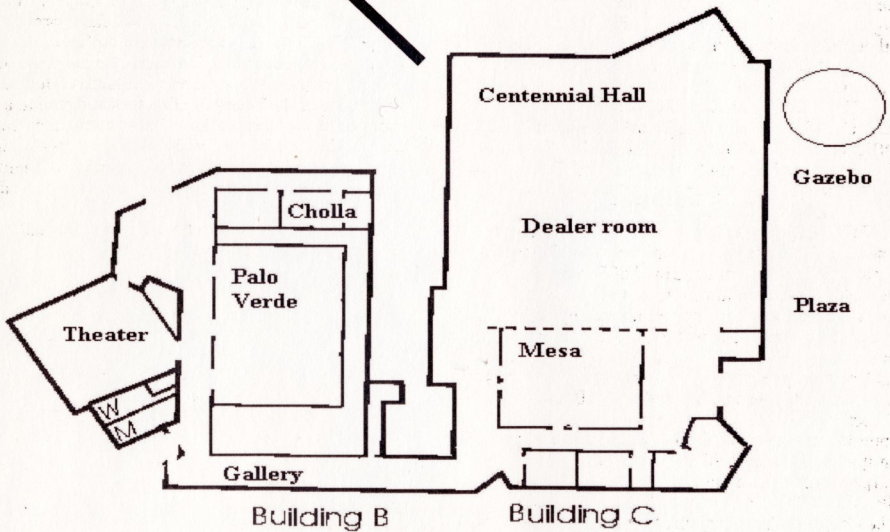 Centennial Hall
Gazebo
Cholla
Dealer room
Palo
Verde
Plaza
Theater
Mesa
W
M
Gallery
Building B
Building C